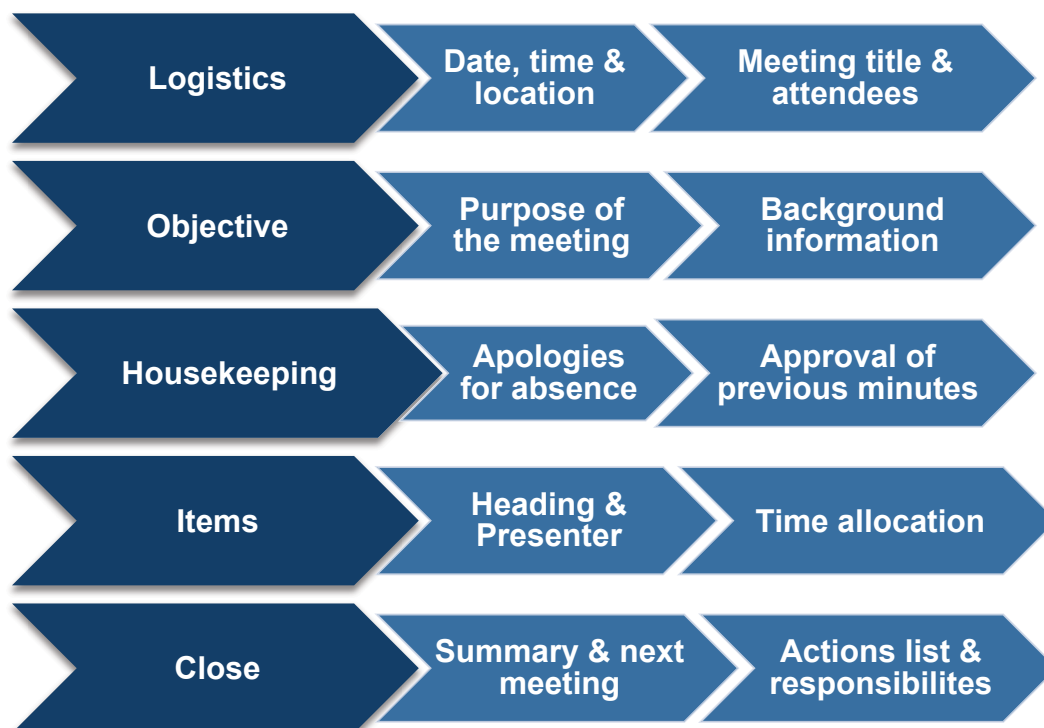 Logistics
Date, time &
location
Meeting title &
attendees
Objective
Purpose of
the meeting
Background
information
Housekeeping
Apologies
for absence
Approval of
previous minutes
Items
Heading &
Presenter
Time allocation
Close
Summary & next
meeting
Actions list &
responsibilites